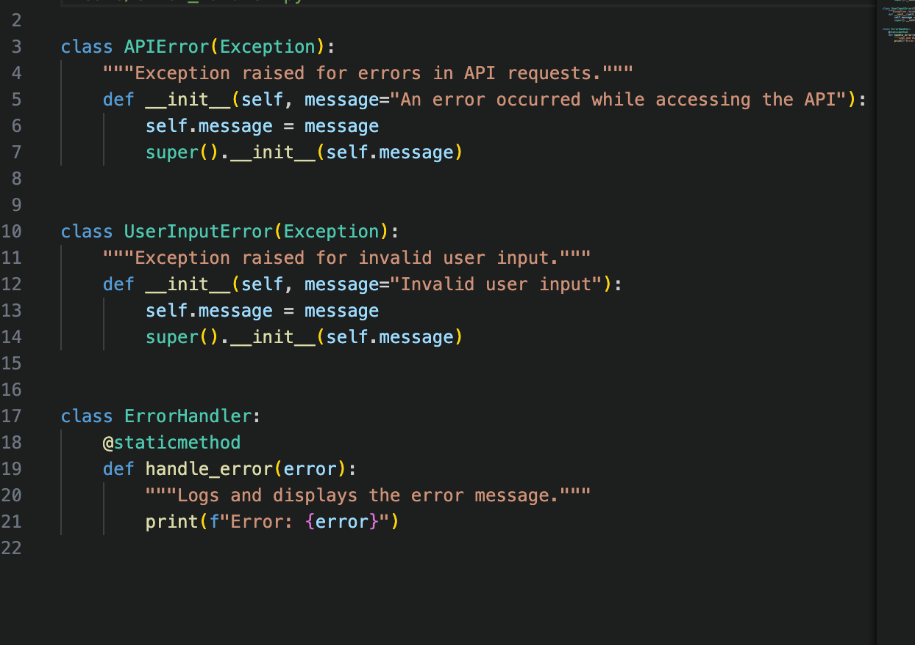 2
3 class APIError(Exception):
4 """Exception raised for errors in API requests."""
5 def __init__(self, message="An error occurred while accessing the API"):
6 self.message = message
7 super().__init__(self.message)
8
9
10 class UserInputError(Exception):
11 """Exception raised for invalid user input."""
12 def __init__(self, message="Invalid user input"):
13 self.message = message
14 super().__init__(self.message)
15
16
17 class ErrorHandler:
18 @staticmethod
19 def handle_error(error):
20 """Logs and displays the error message."""
21 print(f"Error: {error}")
22